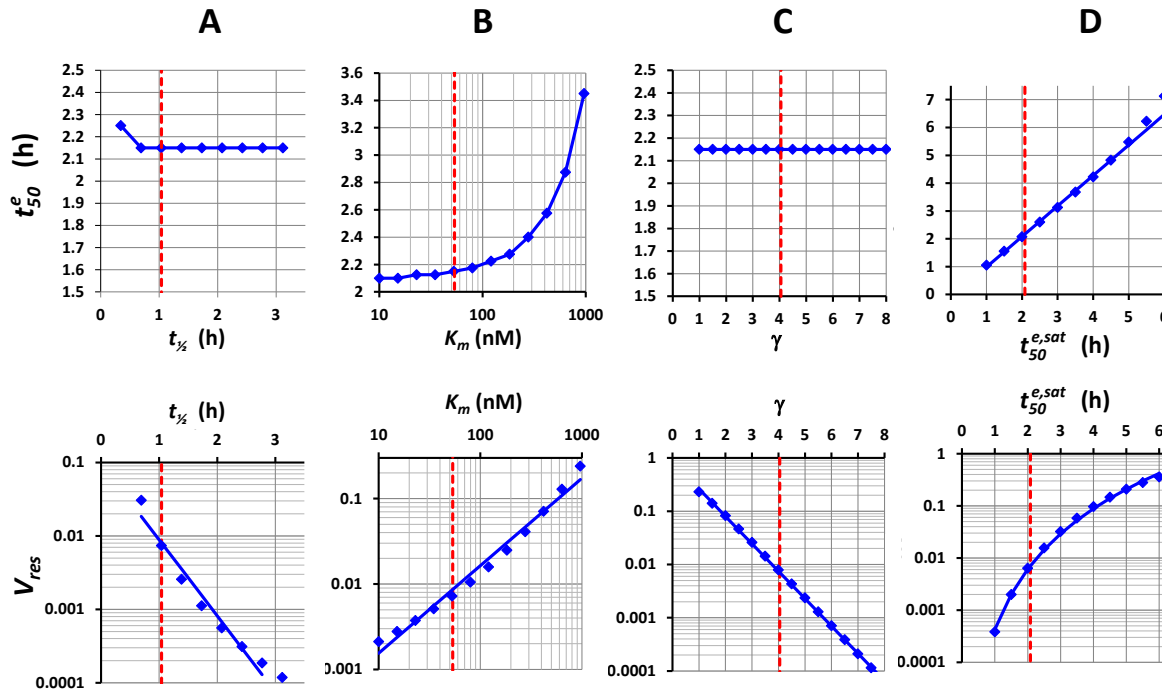 A
B
C
D
t₅₀ᵉ (h)
2.5
2.4
2.3
2.2
2.1
2
1.9
1.8
1.7
1.6
1.5
0 1 2 3
t½ (h)
3.6
3.4
3.2
3.0
2.8
2.6
2.4
2.2
2
10 100 1000
Kₘ (nM)
2.5
2.4
2.3
2.2
2.1
2
1.9
1.8
1.7
1.6
1.5
0 1 2 3 4 5 6 7 8
γ
7
6
5
4
3
2
1
0
0 1 2 3 4 5 6
t₅₀ᵉ,ˢᵃᵗ (h)
t½ (h)
0 1 2 3
V_res
0.1
0.01
0.001
0.0001
Kₘ (nM)
10 100 1000
0.1
0.01
0.001
γ
0 1 2 3 4 5 6 7 8
1
0.1
0.01
0.001
0.0001
t₅₀ᵉ,ˢᵃᵗ (h)
0 1 2 3 4 5 6
1
0.1
0.01
0.001
0.0001